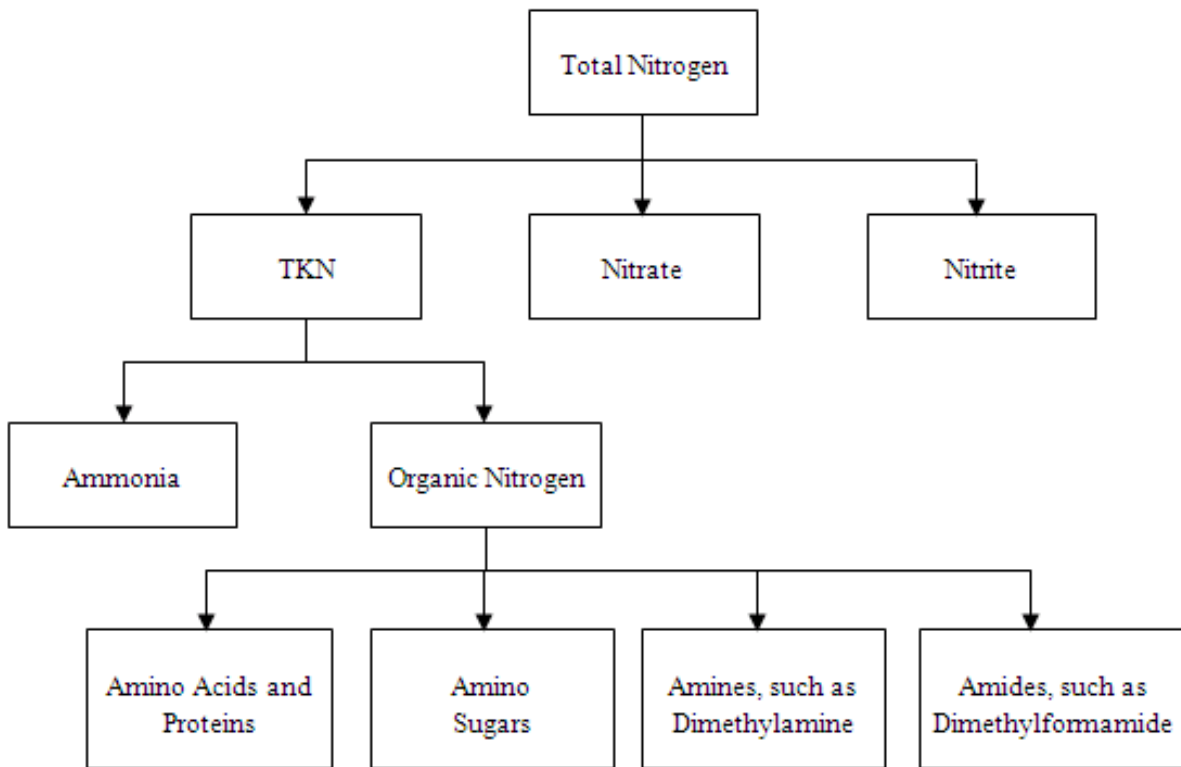 Total Nitrogen
TKN
Nitrate
Nitrite
Ammonia
Organic Nitrogen
Amino Acids and
Proteins
Amino
Sugars
Amines, such as
Dimethylamine
Amides, such as
Dimethylformamide